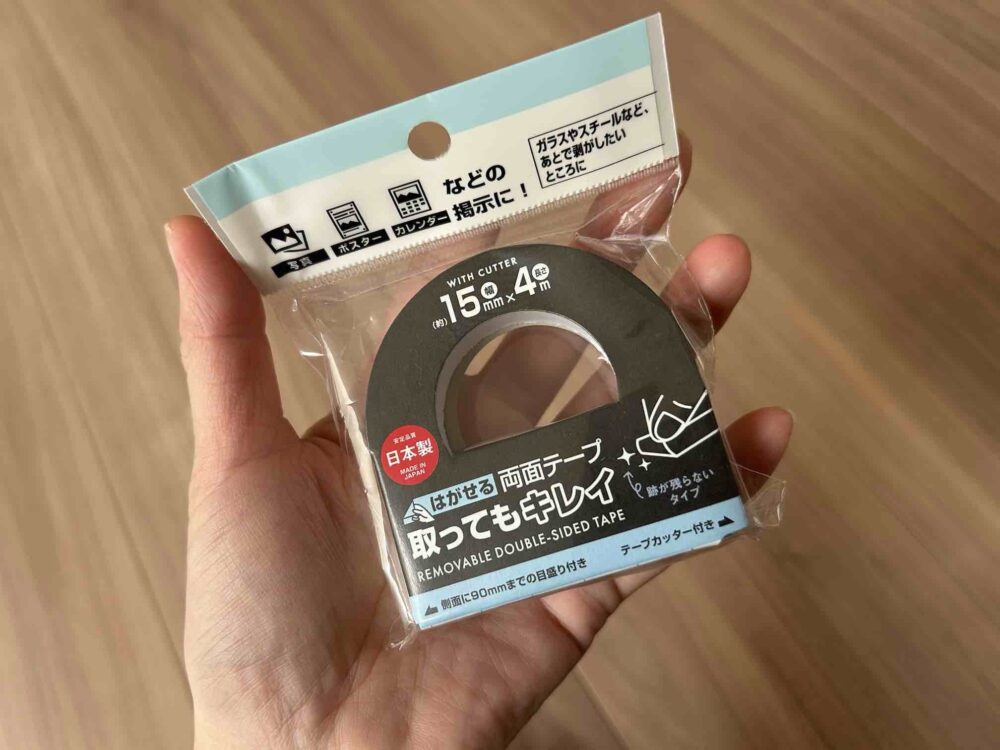 写真
ポスター
カレンダー
などの
掲示に！
ガラスやスチールなど、
あとで剥がしたい
ところに
WITH CUTTER
(約)15幅mm×4長さm
安定品質
日本製
MADE IN
JAPAN
はがせる 両面テープ
取ってもキレイ
REMOVABLE DOUBLE-SIDED TAPE
跡が残らない
タイプ
側面に90mmまでの目盛り付き
テープカッター付き